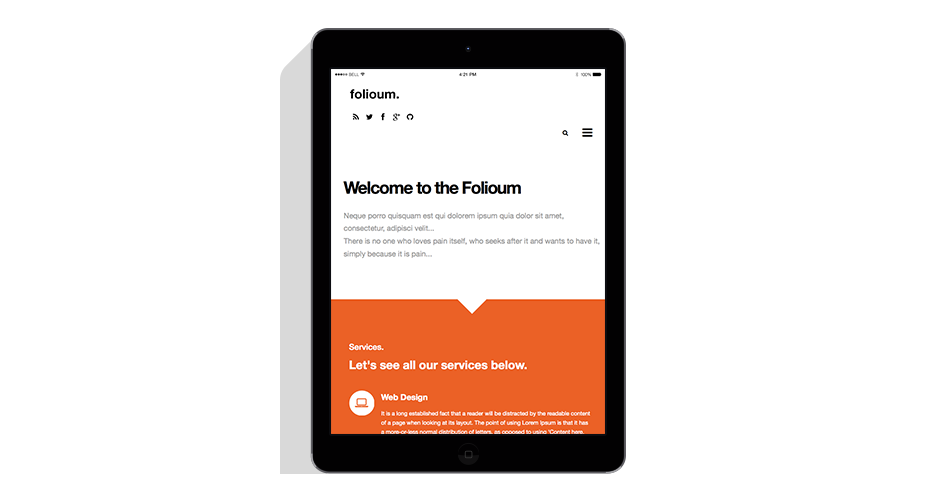 BELL 4:21 PM 100%
folioum.
Welcome to the Folioum
Neque porro quisquam est qui dolorem ipsum quia dolor sit amet,
consectetur, adipisci velit...
There is no one who loves pain itself, who seeks after it and wants to have it,
simply because it is pain...
Services.
Let's see all our services below.
Web Design
It is a long established fact that a reader will be distracted by the readable content
of a page when looking at its layout. The point of using Lorem Ipsum is that it has
a more-or-less normal distribution of letters, as opposed to using 'Content here,